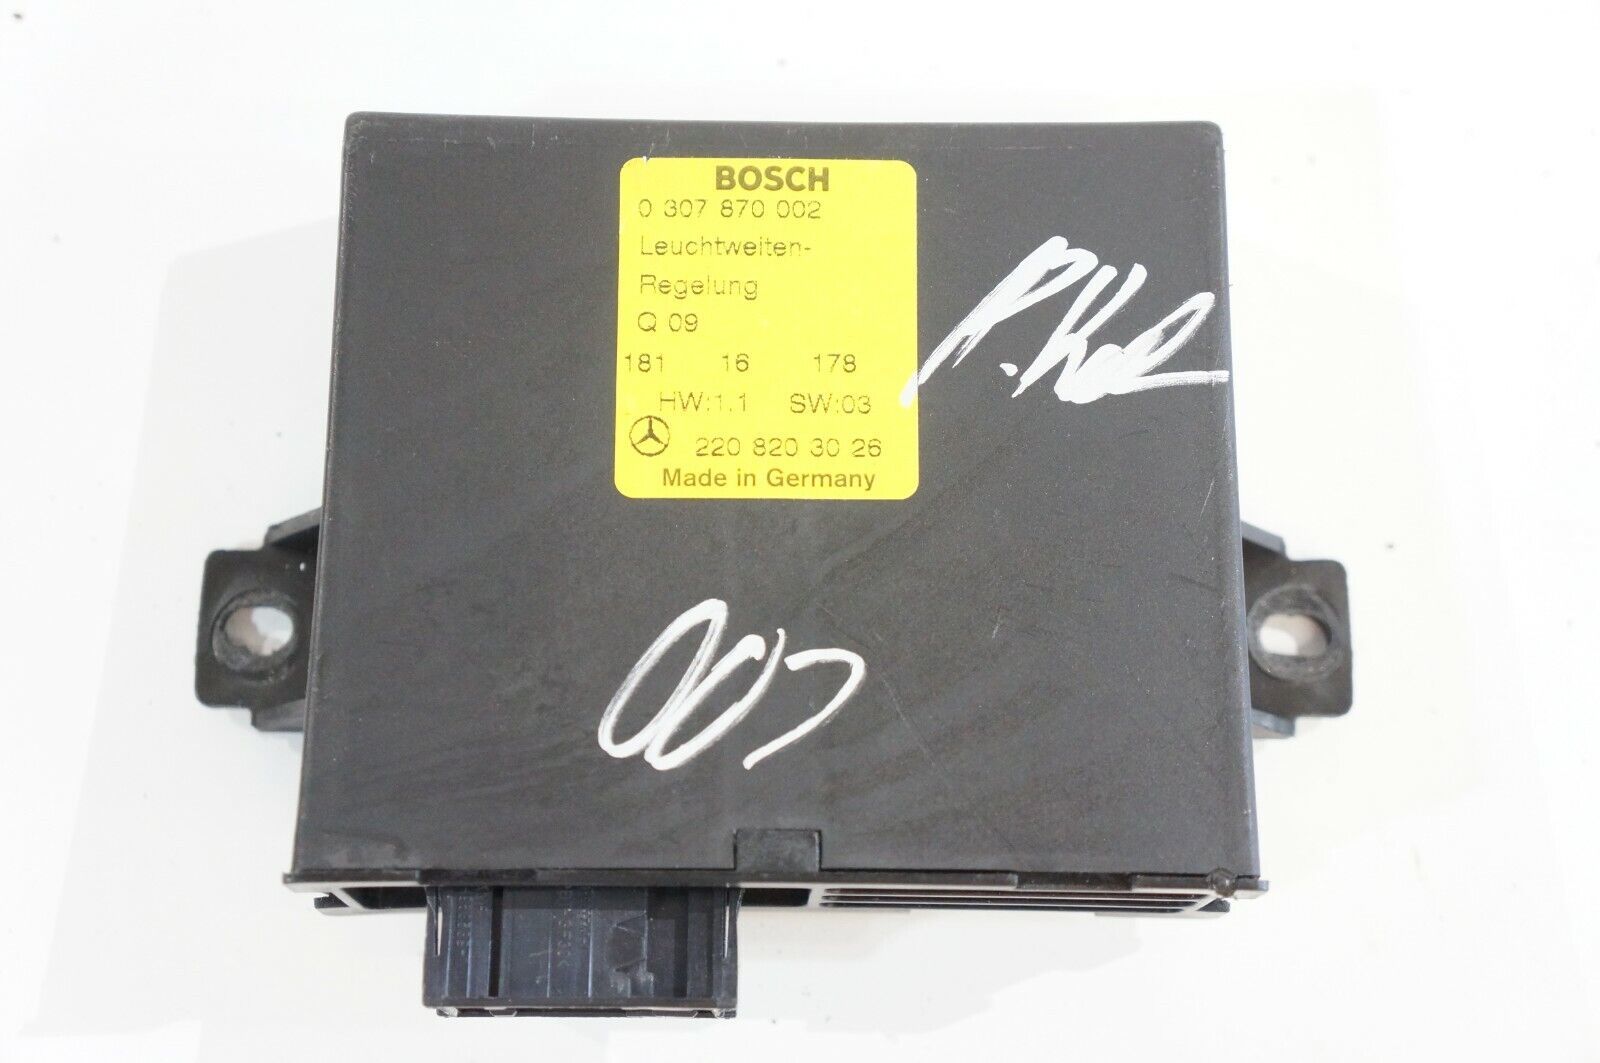 BOSCH
0 307 870 002
Leuchtweiten-
Regelung
Q 09
181 16 178
HW:1.1 SW:03
220 820 30 26
Made in Germany
007